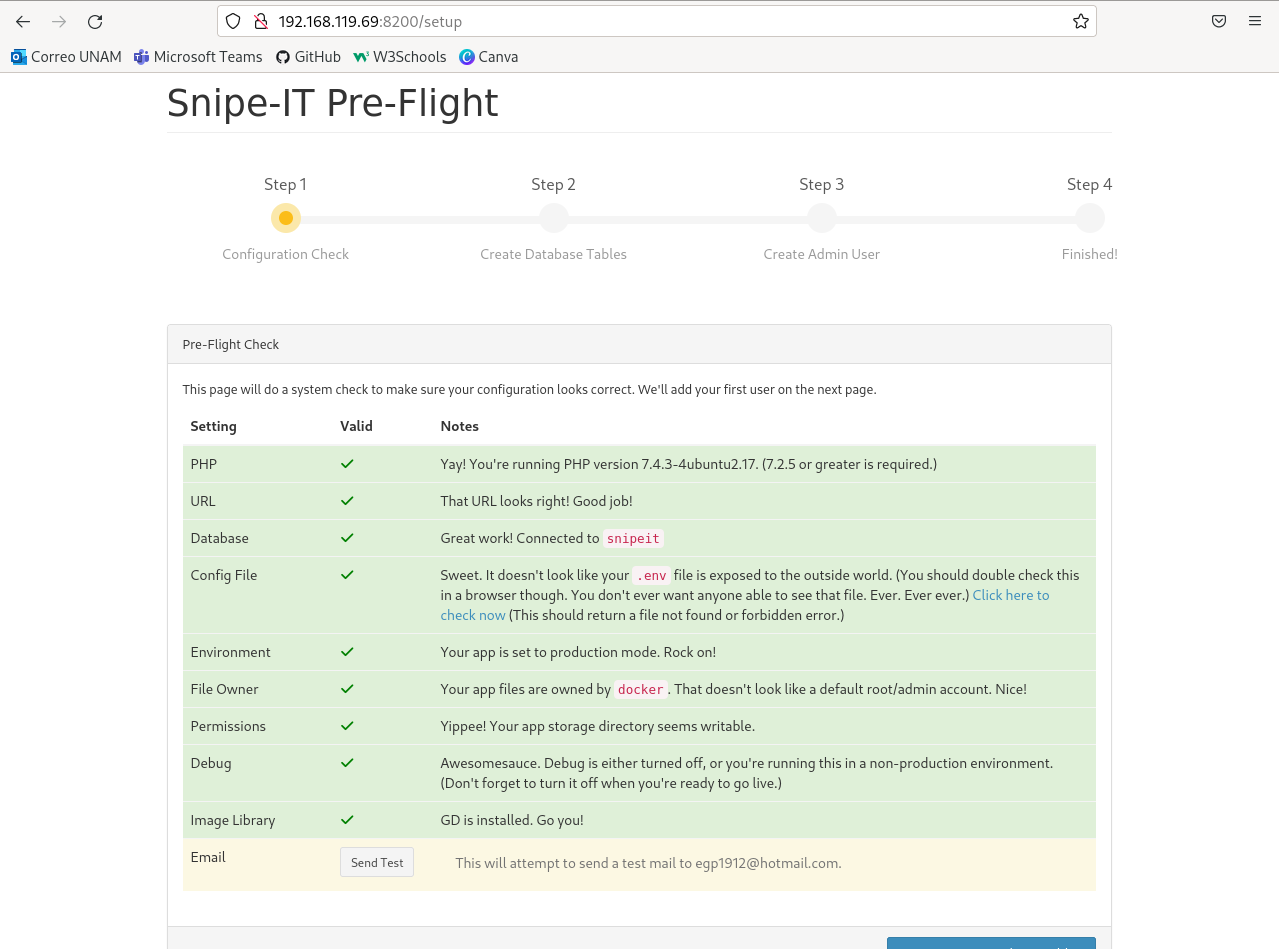 192.168.119.69:8200/setup
Correo UNAM Microsoft Teams GitHub W3Schools Canva
Snipe-IT Pre-Flight
Step 1 Step 2 Step 3 Step 4
Configuration Check Create Database Tables Create Admin User Finished!
Pre-Flight Check
This page will do a system check to make sure your configuration looks correct. We'll add your first user on the next page.
Setting Valid Notes
PHP Yay! You're running PHP version 7.4.3-4ubuntu2.17. (7.2.5 or greater is required.)
URL That URL looks right! Good job!
Database Great work! Connected to snipeit
Config File Sweet. It doesn't look like your .env file is exposed to the outside world. (You should double check this
in a browser though. You don't ever want anyone able to see that file. Ever. Ever ever.) Click here to
check now (This should return a file not found or forbidden error.)
Environment Your app is set to production mode. Rock on!
File Owner Your app files are owned by docker. That doesn't look like a default root/admin account. Nice!
Permissions Yippee! Your app storage directory seems writable.
Debug Awesomesauce. Debug is either turned off, or you're running this in a non-production environment.
(Don't forget to turn it off when you're ready to go live.)
Image Library GD is installed. Go you!
Email Send Test This will attempt to send a test mail to egp1912@hotmail.com.